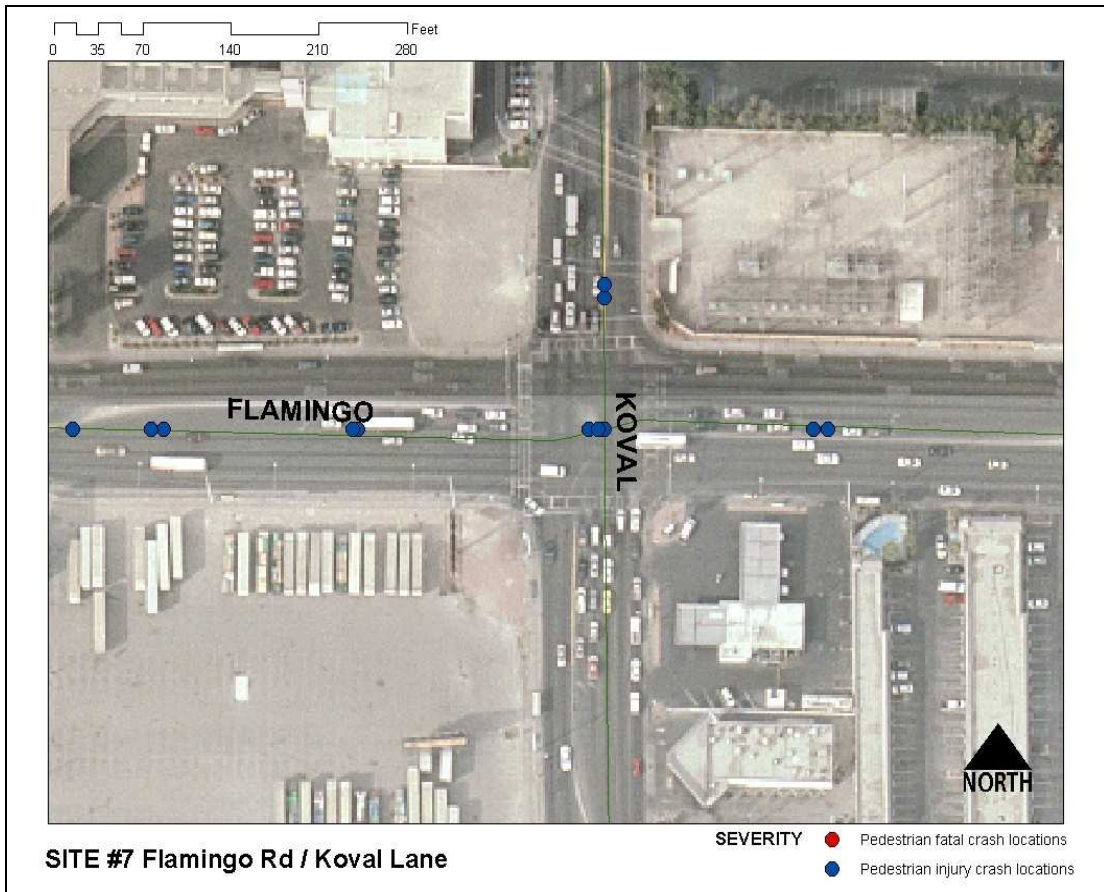 Feet
0 35 70 140 210 280
FLAMINGO
KOVAL
NORTH
SITE #7 Flamingo Rd / Koval Lane
SEVERITY
Pedestrian fatal crash locations
Pedestrian injury crash locations